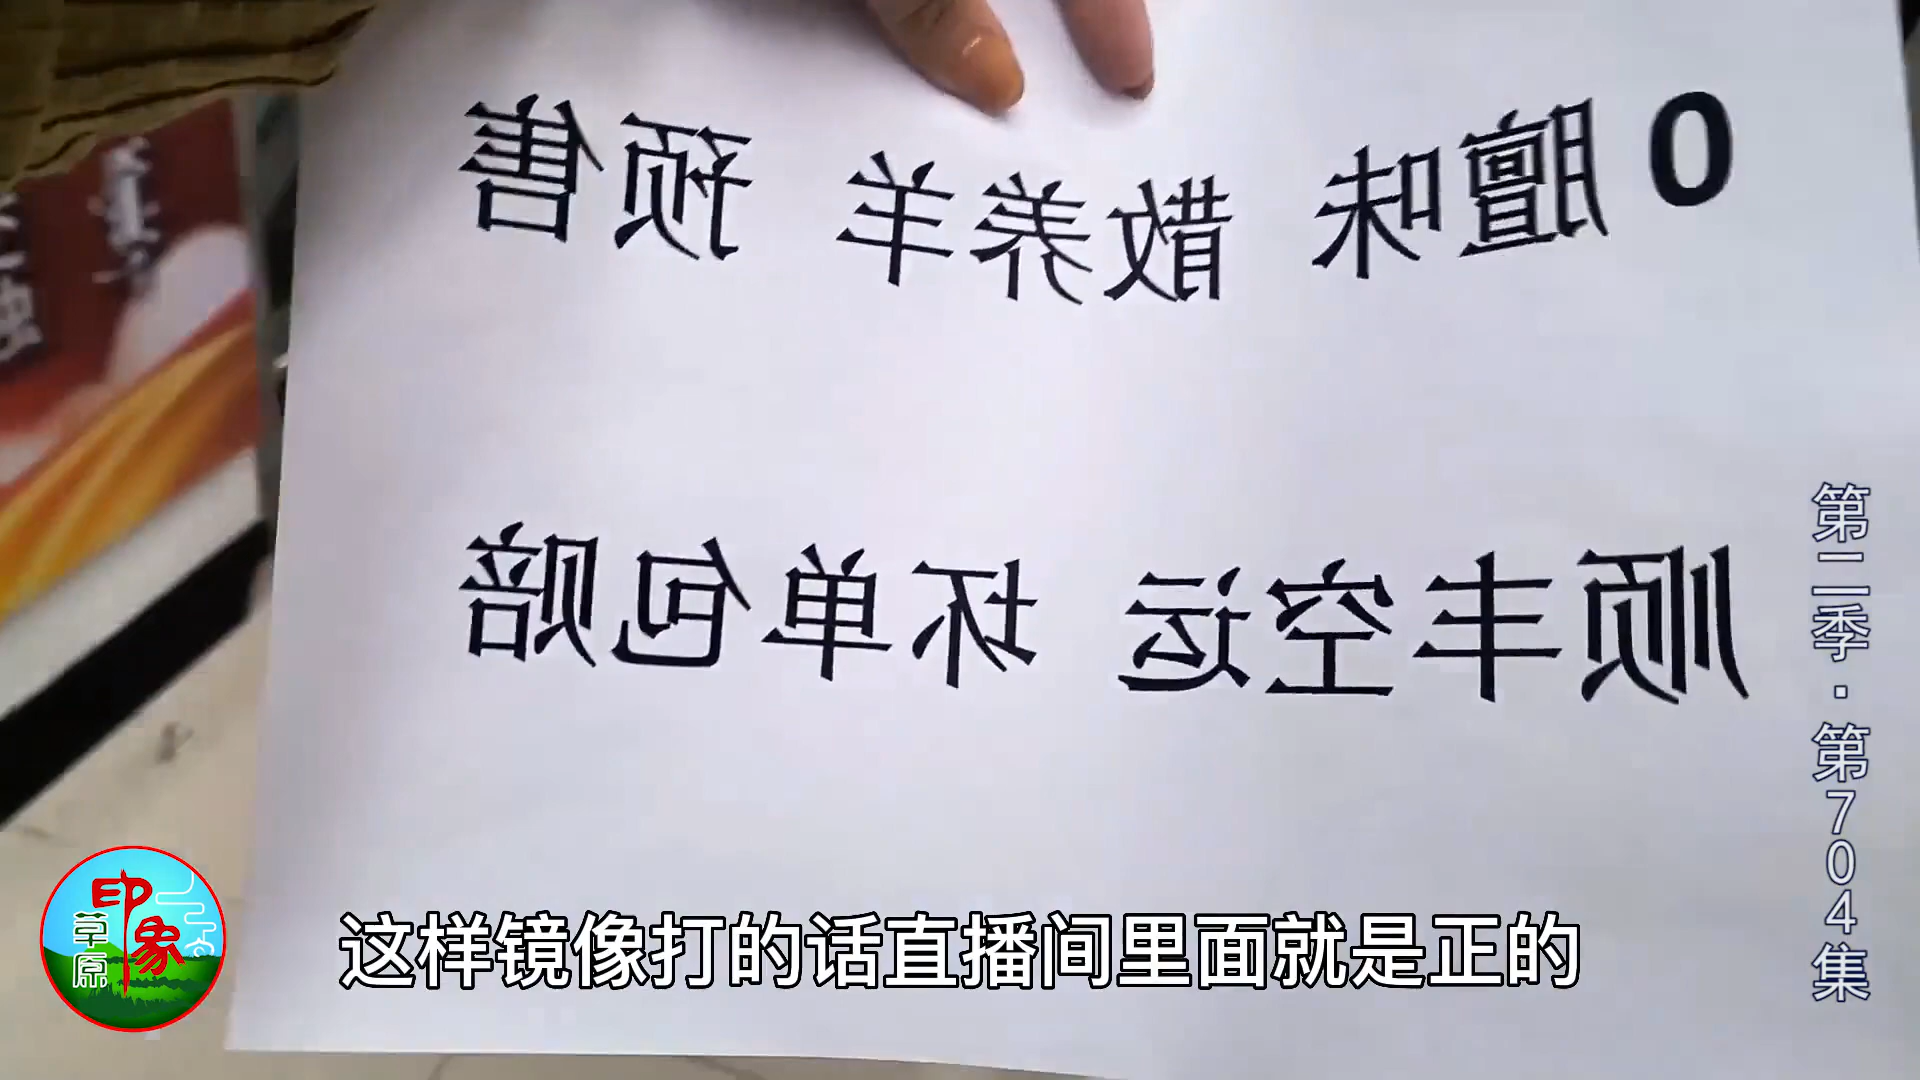 0膻味 散养羊 预售
顺丰空运 坏单包赔
第二季·第704集
这样镜像打的话直播间里面就是正的
印象
草原